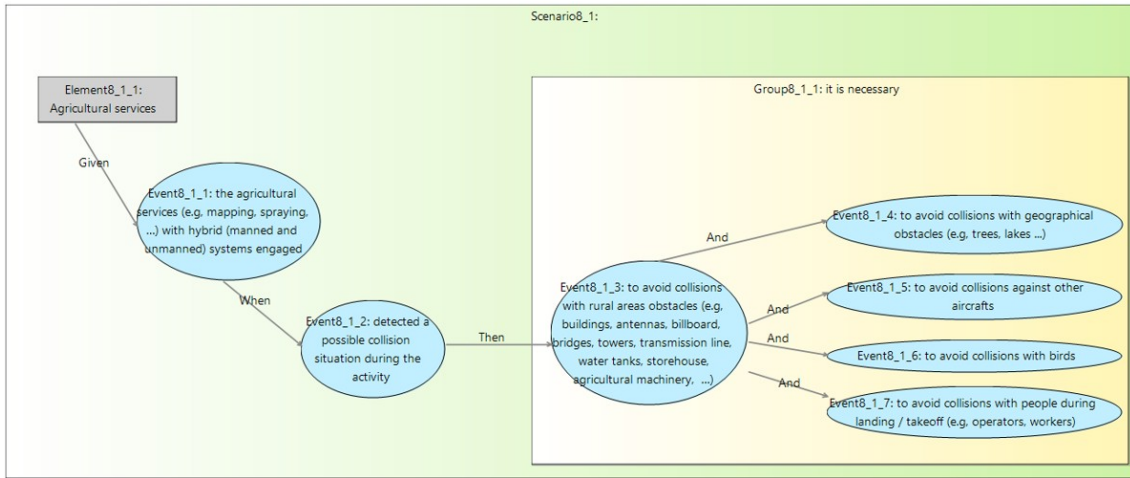 Scenario8_1:
Element8_1_1:
Agricultural services
Given
Event8_1_1: the agricultural
services (e.g, mapping, spraying,
...) with hybrid (manned and
unmanned) systems engaged
When
Event8_1_2: detected a
possible collision
situation during the
activity
Then
Group8_1_1: it is necessary
Event8_1_3: to avoid collisions
with rural areas obstacles (e.g,
buildings, antennas, billboard,
bridges, towers, transmission line,
water tanks, storehouse,
agricultural machinery, ...)
And
Event8_1_4: to avoid collisions with geographical
obstacles (e.g, trees, lakes ...)
And
Event8_1_5: to avoid collisions against other
aircrafts
And
Event8_1_6: to avoid collisions with birds
And
Event8_1_7: to avoid collisions with people during
landing / takeoff (e.g, operators, workers)